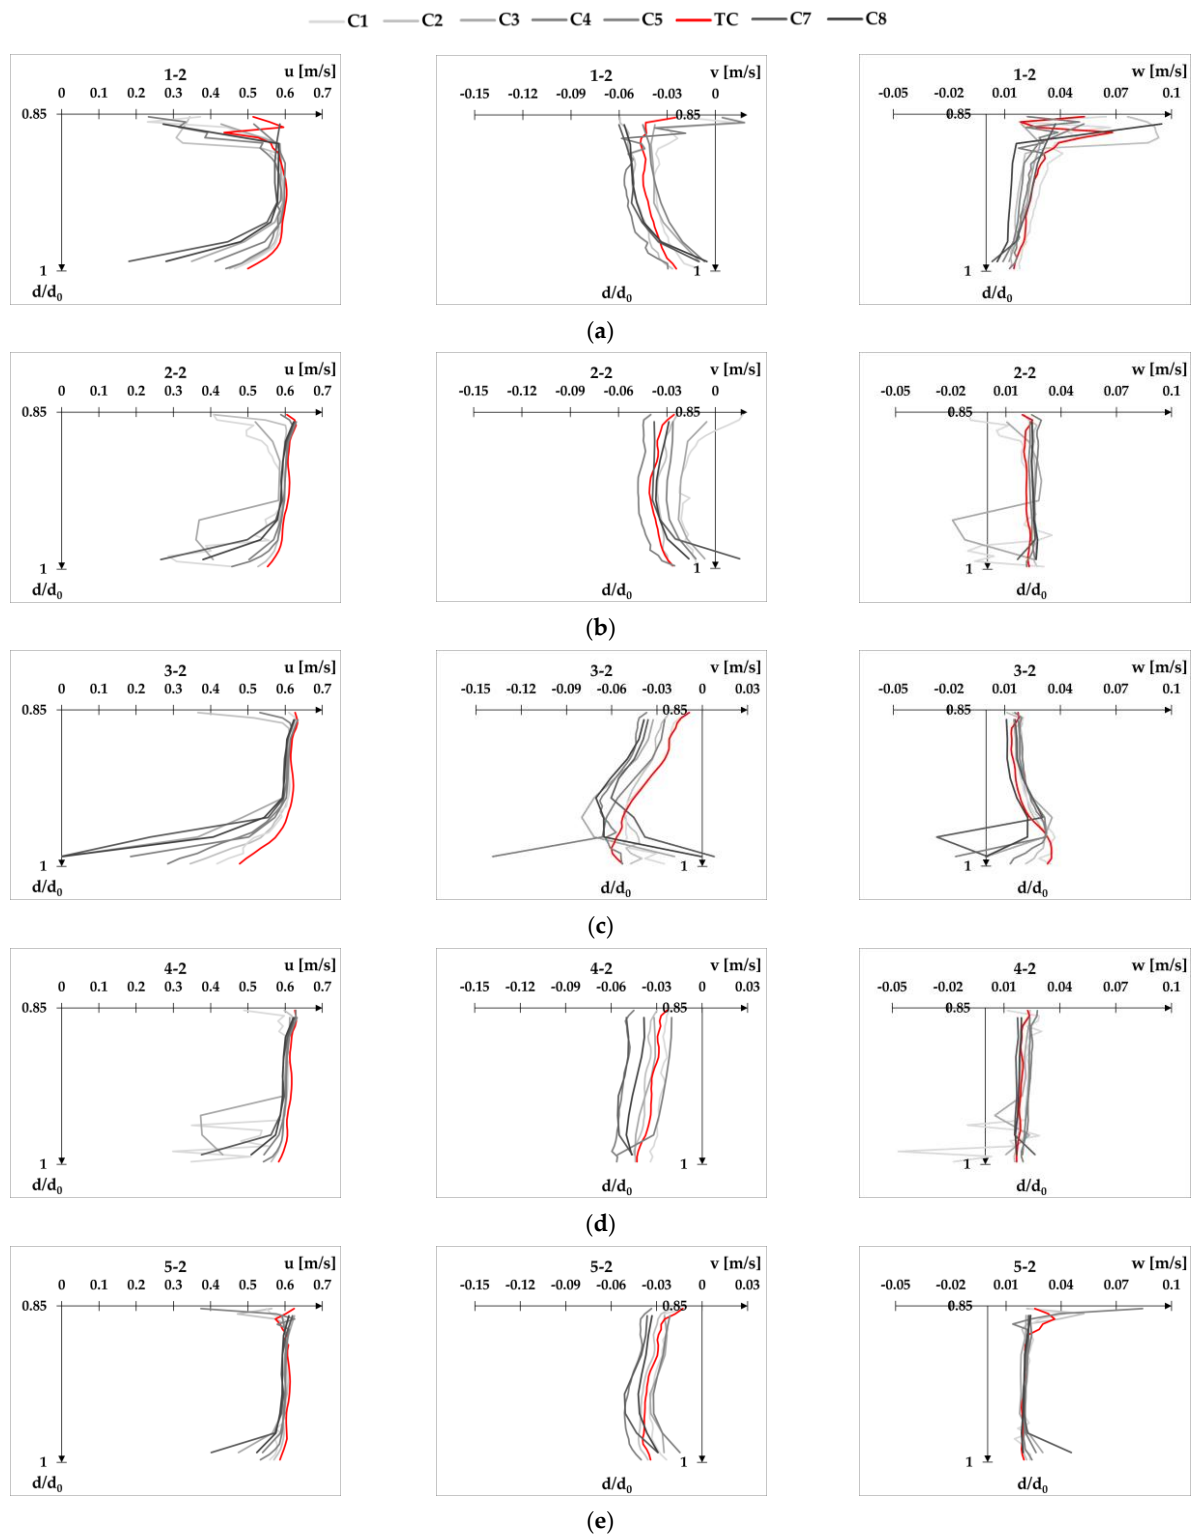 C1 C2 C3 C4 C5 TC C7 C8
u [m/s] v [m/s] w [m/s]
1-2 1-2 1-2
0 0.1 0.2 0.3 0.4 0.5 0.6 0.7 -0.15 -0.12 -0.09 -0.06 -0.03 0 -0.05 -0.02 0.01 0.04 0.07 0.1
0.85 0.85 0.85
1 1 1
d/d0 d/d0 d/d0
(a)
u [m/s] v [m/s] w [m/s]
2-2 2-2 2-2
0 0.1 0.2 0.3 0.4 0.5 0.6 0.7 -0.15 -0.12 -0.09 -0.06 -0.03 0 -0.05 -0.02 0.01 0.04 0.07 0.1
0.85 0.85 0.85
1 1 1
d/d0 d/d0 d/d0
(b)
u [m/s] v [m/s] w [m/s]
3-2 3-2 3-2
0 0.1 0.2 0.3 0.4 0.5 0.6 0.7 -0.15 -0.12 -0.09 -0.06 -0.03 0 0.03 -0.05 -0.02 0.01 0.04 0.07 0.1
0.85 0.85 0.85
1 1 1
d/d0 d/d0 d/d0
(c)
u [m/s] v [m/s] w [m/s]
4-2 4-2 4-2
0 0.1 0.2 0.3 0.4 0.5 0.6 0.7 -0.15 -0.12 -0.09 -0.06 -0.03 0 0.03 -0.05 -0.02 0.01 0.04 0.07 0.1
0.85 0.85 0.85
1 1 1
d/d0 d/d0 d/d0
(d)
u [m/s] v [m/s] w [m/s]
5-2 5-2 5-2
0 0.1 0.2 0.3 0.4 0.5 0.6 0.7 -0.15 -0.12 -0.09 -0.06 -0.03 0 0.03 -0.05 -0.02 0.01 0.04 0.07 0.1
0.85 0.85 0.85
1 1 1
d/d0 d/d0 d/d0
(e)